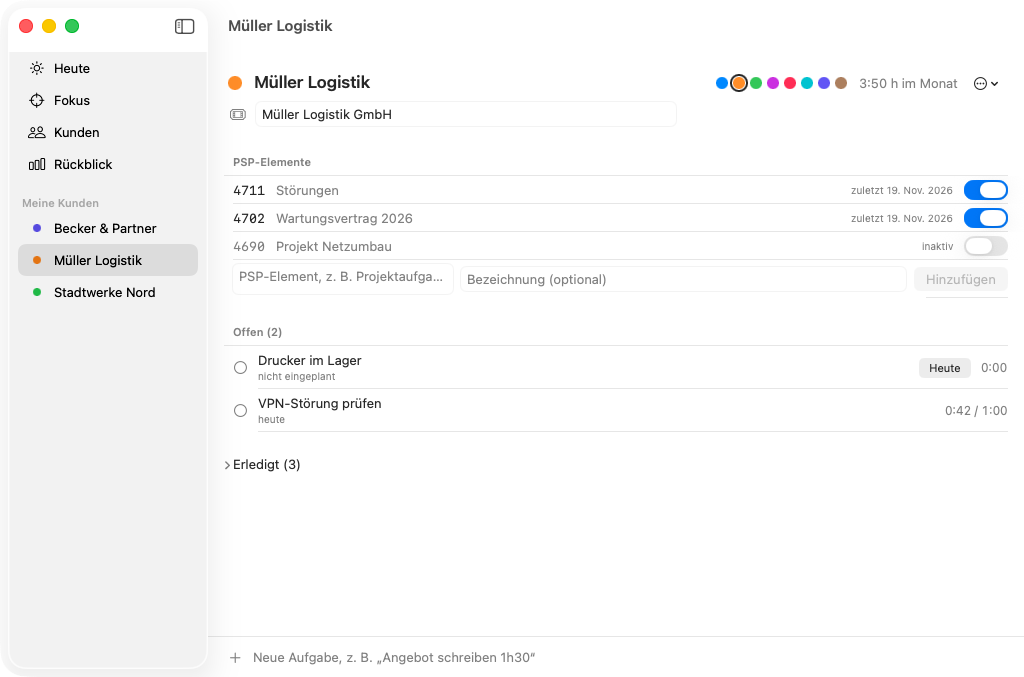 Müller Logistik
Heute
Fokus
Kunden
Rückblick
Meine Kunden
Becker & Partner
Müller Logistik
Stadtwerke Nord
Müller Logistik
3:50 h im Monat
Müller Logistik GmbH
PSP-Elemente
4711 Störungen zuletzt 19. Nov. 2026
4702 Wartungsvertrag 2026 zuletzt 19. Nov. 2026
4690 Projekt Netzumbau inaktiv
PSP-Element, z. B. Projektaufga... Bezeichnung (optional) Hinzufügen
Offen (2)
Drucker im Lager
nicht eingeplant
Heute 0:00
VPN-Störung prüfen
heute
0:42 / 1:00
Erledigt (3)
Neue Aufgabe, z. B. „Angebot schreiben 1h30“